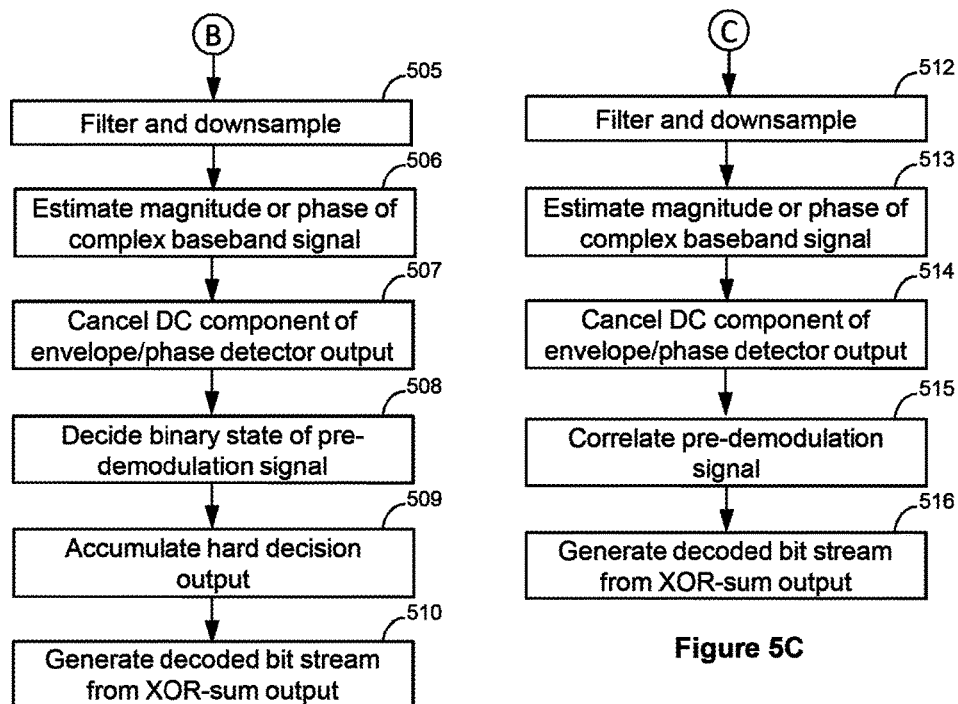 B
505
Filter and downsample
506
Estimate magnitude or phase of
complex baseband signal
507
Cancel DC component of
envelope/phase detector output
508
Decide binary state of pre-
demodulation signal
509
Accumulate hard decision
output
510
Generate decoded bit stream
from XOR-sum output
C
512
Filter and downsample
513
Estimate magnitude or phase of
complex baseband signal
514
Cancel DC component of
envelope/phase detector output
515
Correlate pre-demodulation
signal
516
Generate decoded bit stream
from XOR-sum output
Figure 5C